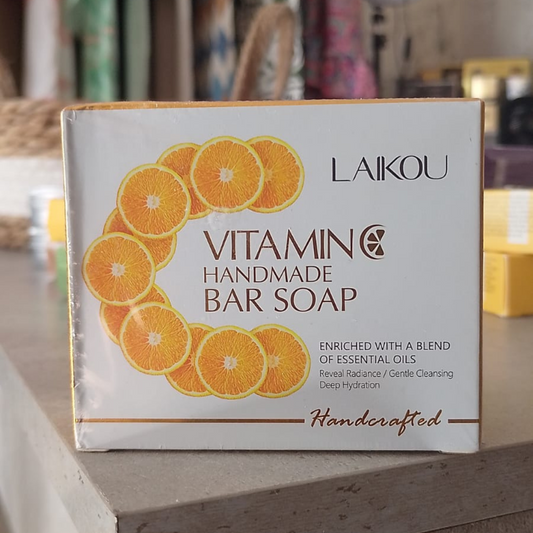 LAIKOU
VITAMIN C
HANDMADE
BAR SOAP
ENRICHED WITH A BLEND
OF ESSENTIAL OILS
Reveal Radiance / Gentle Cleansing
Deep Hydration
Handcrafted